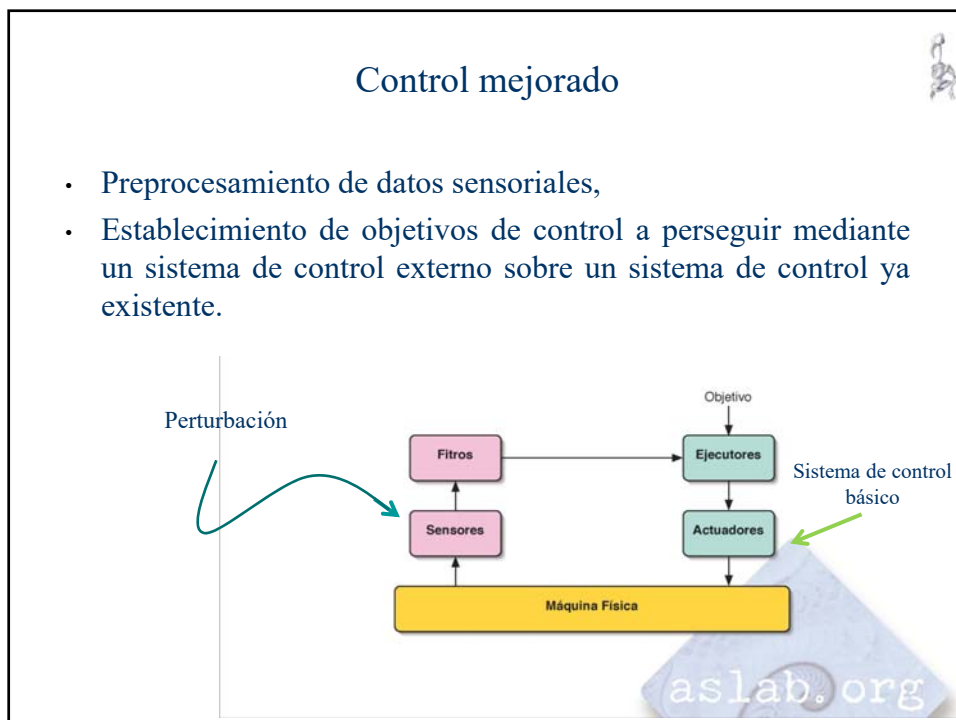 Control mejorado
• Preprocesamiento de datos sensoriales,
• Establecimiento de objetivos de control a perseguir mediante
un sistema de control externo sobre un sistema de control ya
existente.
Objetivo
Perturbación
Fitros
Ejecutores
Sistema de control
básico
Sensores
Actuadores
Máquina Física
aslab.org